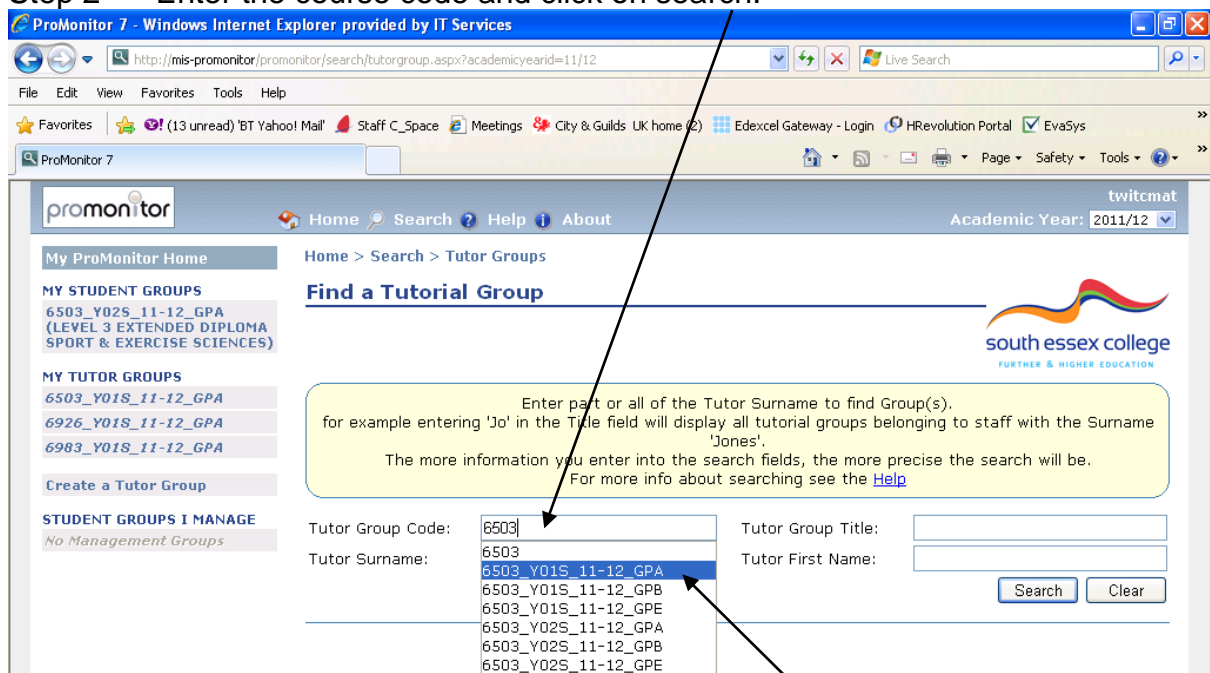 Step 2 Enter the course code and click on search.
ProMonitor 7 - Windows Internet Explorer provided by IT Services
http://mis-promonitor/promonitor/search/tutorgroup.aspx?academicyearid=11/12
Live Search
File Edit View Favorites Tools Help
Favorites (13 unread) 'BT Yahoo! Mail' Staff C_Space Meetings City & Guilds UK home (2) Edexcel Gateway - Login HRevolution Portal EvaSys
ProMonitor 7
Page Safety Tools
promonitor
Home Search Help About
twitcmat
Academic Year: 2011/12
My ProMonitor Home
Home > Search > Tutor Groups
MY STUDENT GROUPS
Find a Tutorial Group
6503_Y02S_11-12_GPA
(LEVEL 3 EXTENDED DIPLOMA
SPORT & EXERCISE SCIENCES)
south essex college
FURTHER & HIGHER EDUCATION
MY TUTOR GROUPS
6503_Y01S_11-12_GPA
6926_Y01S_11-12_GPA
6983_Y01S_11-12_GPA
Create a Tutor Group
STUDENT GROUPS I MANAGE
No Management Groups
Enter part or all of the Tutor Surname to find Group(s).
for example entering 'Jo' in the Title field will display all tutorial groups belonging to staff with the Surname
'Jones'.
The more information you enter into the search fields, the more precise the search will be.
For more info about searching see the Help
Tutor Group Code: 6503 Tutor Group Title:
Tutor Surname: Tutor First Name:
6503
6503_Y01S_11-12_GPA
6503_Y01S_11-12_GPB
6503_Y01S_11-12_GPE
6503_Y02S_11-12_GPA
6503_Y02S_11-12_GPB
6503_Y02S_11-12_GPE
Search Clear